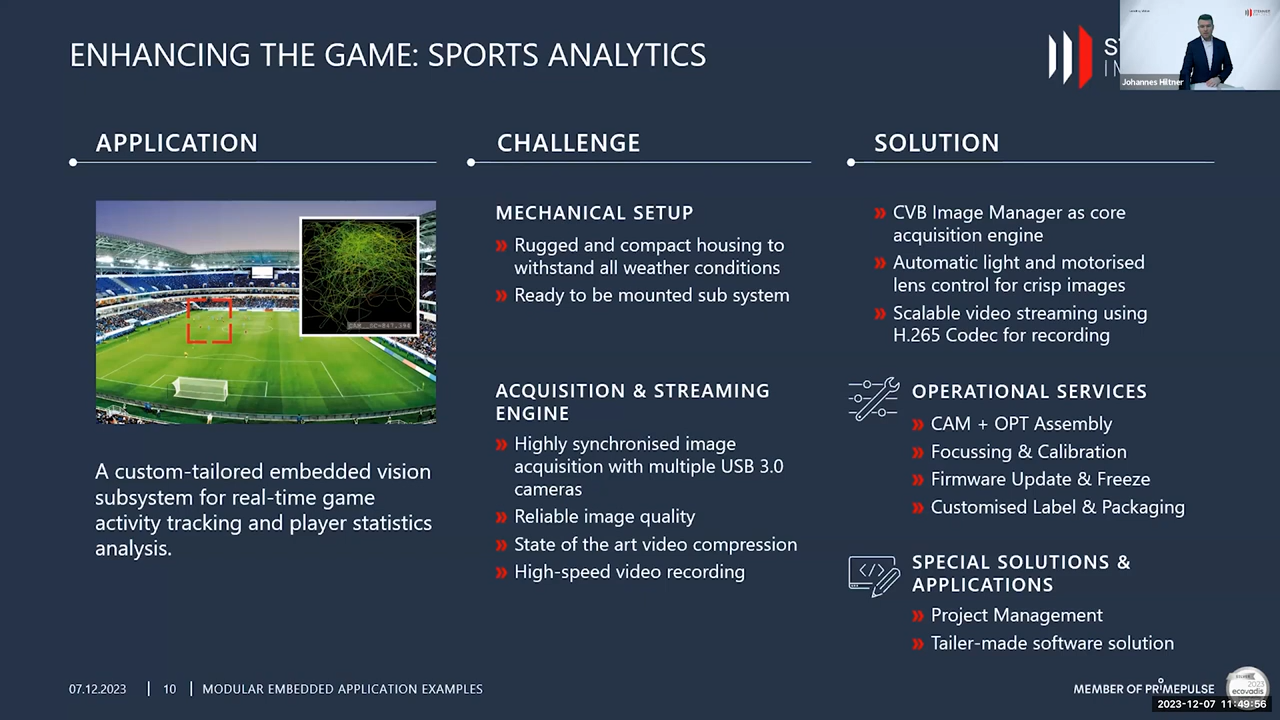 ENHANCING THE GAME: SPORTS ANALYTICS
Johannes Hiltner
APPLICATION
A custom-tailored embedded vision
subsystem for real-time game
activity tracking and player statistics
analysis.
CHALLENGE
MECHANICAL SETUP
Rugged and compact housing to
withstand all weather conditions
Ready to be mounted sub system
ACQUISITION & STREAMING
ENGINE
Highly synchronised image
acquisition with multiple USB 3.0
cameras
Reliable image quality
State of the art video compression
High-speed video recording
SOLUTION
CVB Image Manager as core
acquisition engine
Automatic light and motorised
lens control for crisp images
Scalable video streaming using
H.265 Codec for recording
OPERATIONAL SERVICES
CAM + OPT Assembly
Focussing & Calibration
Firmware Update & Freeze
Customised Label & Packaging
SPECIAL SOLUTIONS &
APPLICATIONS
Project Management
Tailer-made software solution
07.12.2023 | 10 | MODULAR EMBEDDED APPLICATION EXAMPLES
MEMBER OF PRIMEPULSE
2023
ecovadis
2023-12-07 11:49:56